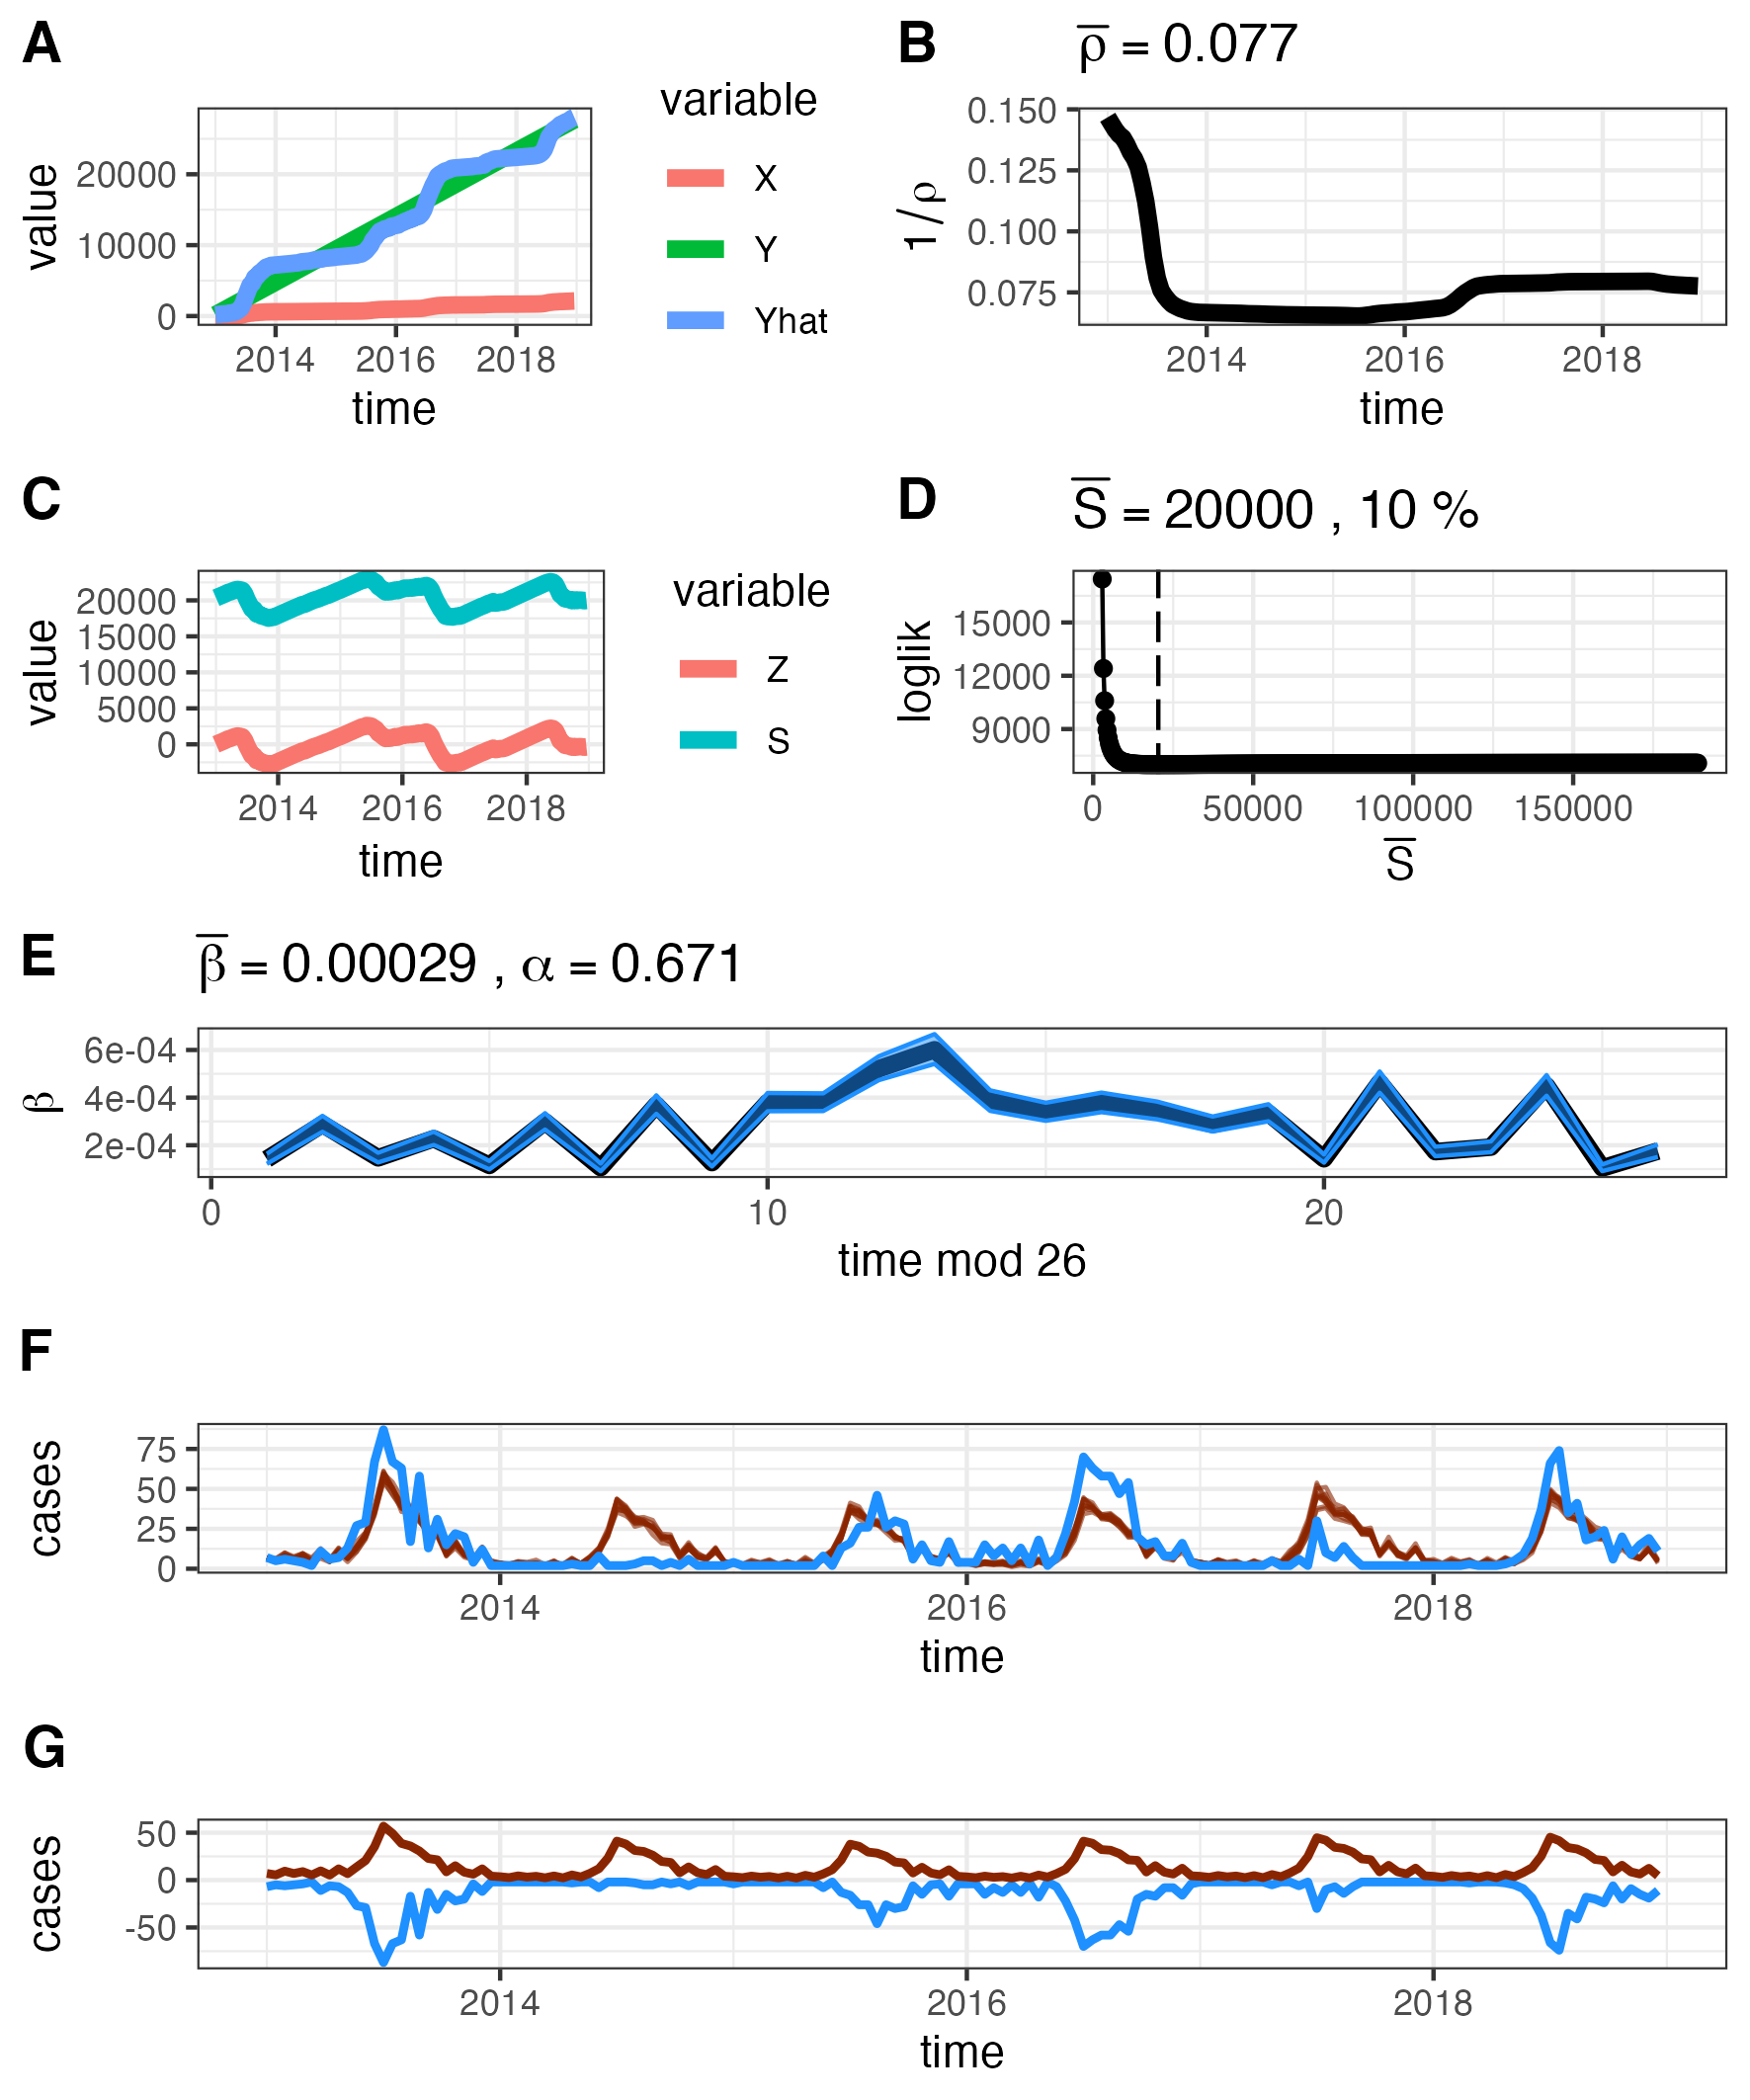 A
variable
X
Y
Yhat
value
20000
10000
0
2014 2016 2018
time
B
ρ̅ = 0.077
1/ρ
0.150
0.125
0.100
0.075
2014 2016 2018
time
C
variable
Z
S
value
20000
15000
10000
5000
0
2014 2016 2018
time
D
S̅ = 20000 , 10 %
loglik
15000
12000
9000
0 50000 100000 150000
S̅
E
β̅ = 0.00029 , α = 0.671
β
6e-04
4e-04
2e-04
0 10 20
time mod 26
F
cases
75
50
25
0
2014 2016 2018
time
G
cases
50
0
-50
2014 2016 2018
time